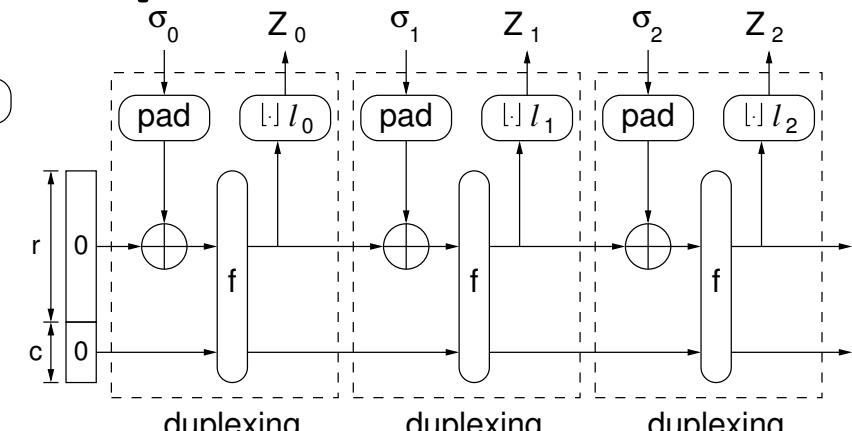 σ0 Z0 σ1 Z1 σ2 Z2
pad ⌊·⌋l0 pad ⌊·⌋l1 pad ⌊·⌋l2
r 0
f f f
c 0
duplexing duplexing duplexing